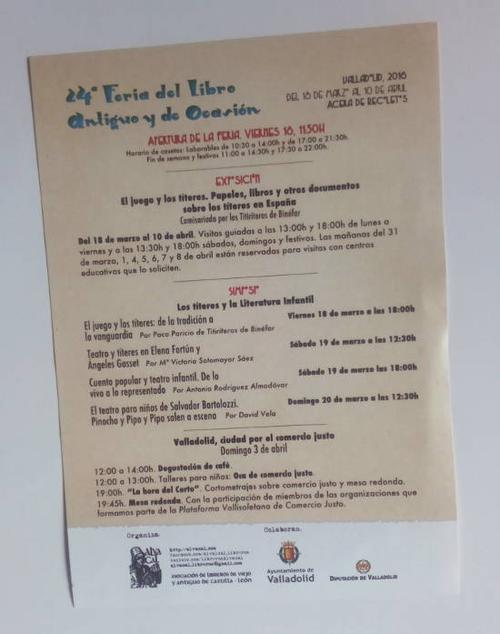 24ª Feria del Libro
Antiguo y de Ocasión
VALLADOLID, 2016
DEL 18 DE MARZO AL 10 DE ABRIL
ACERA DE RECOLETOS
APERTURA DE LA FERIA, VIERNES 18, 11:30H
Horario de casetas: Laborables de 10:30 a 14:00h y de 17:00 a 21:30h.
Fin de semana y festivos 11:00 a 14:30h y 17:30 a 22:00h.
EXPOSICIÓN
El juego y los títeres. Papeles, libros y otros documentos
sobre los títeres en España
Comisariada por los Titiriteros de Binéfar
Del 18 de marzo al 10 de abril. Visitas guiadas a las 13:00h y 18:00h de lunes a
viernes y a las 13:30h y 18:00h sábados, domingos y festivos. Las mañanas del 31
de marzo, 1, 4, 5, 6, 7 y 8 de abril están reservadas para visitas con centros
educativos que lo soliciten.
SIMPOSIO
Los títeres y la Literatura Infantil
El juego y los títeres: de la tradición a
la vanguardia Por Paco Paricio de Titiriteros de Binéfar
Viernes 18 de marzo a las 18:00h
Teatro y títeres en Elena Fortún y
Ángeles Gasset Por Mª Victoria Sotomayor Sáez
Sábado 19 de marzo a las 12:30h
Cuento popular y teatro infantil. De lo
vivo a lo representado Por Antonio Rodríguez Almodóvar
Sábado 19 de marzo a las 18:00h
El teatro para niños de Salvador Bartolozzi.
Pinocho y Pipo y Pipa salen a escena Por David Vela
Domingo 20 de marzo a las 12:30h
Valladolid, ciudad por el comercio justo
Domingo 3 de abril
12:00 a 14:00h. Degustación de café.
12:00 a 13:00h. Talleres para niños: Oca de comercio justo.
19:00h. "La hora del Corto". Cortometrajes sobre comercio justo y mesa redonda.
19:45h. Mesa redonda. Con la participación de miembros de las organizaciones que
formamos parte de la Plataforma Vallisoletana de Comercio Justo.
Organiza.
Colaboran.
ASOCIACIÓN DE LIBREROS DE VIEJO
Y ANTIGUO DE CASTILLA Y LEÓN
Ayuntamiento de
Valladolid
DIPUTACIÓN DE VALLADOLID